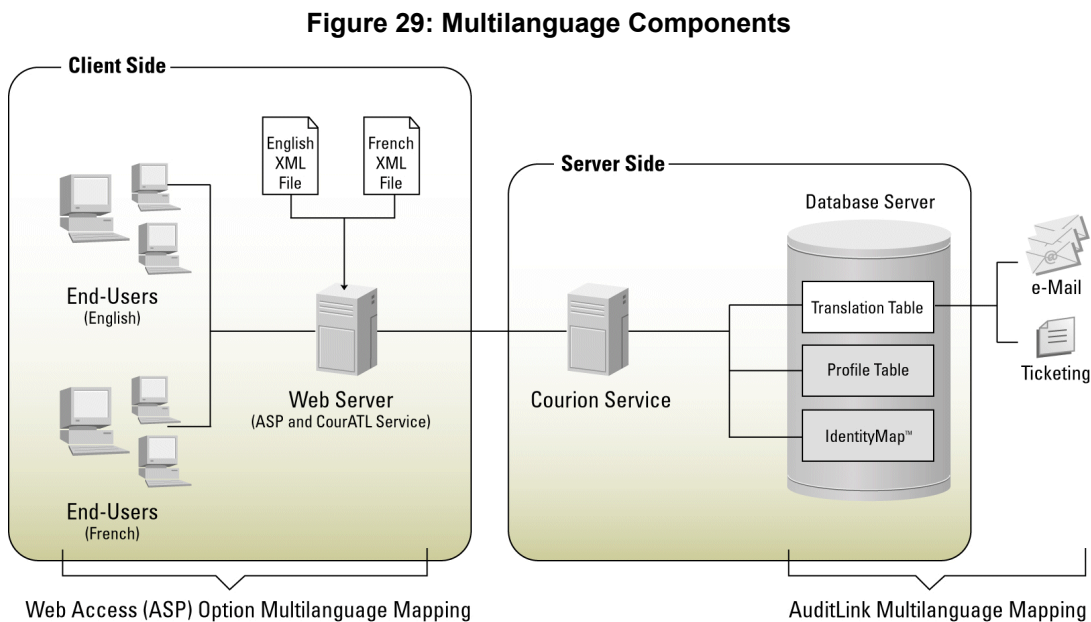 Figure 29: Multilanguage Components
Client Side
English
XML
File
French
XML
File
End-Users
(English)
End-Users
(French)
Web Server
(ASP and CourATL Service)
Server Side
Courion Service
Database Server
Translation Table
Profile Table
IdentityMap™
@
e-Mail
Ticketing
Web Access (ASP) Option Multilanguage Mapping
AuditLink Multilanguage Mapping